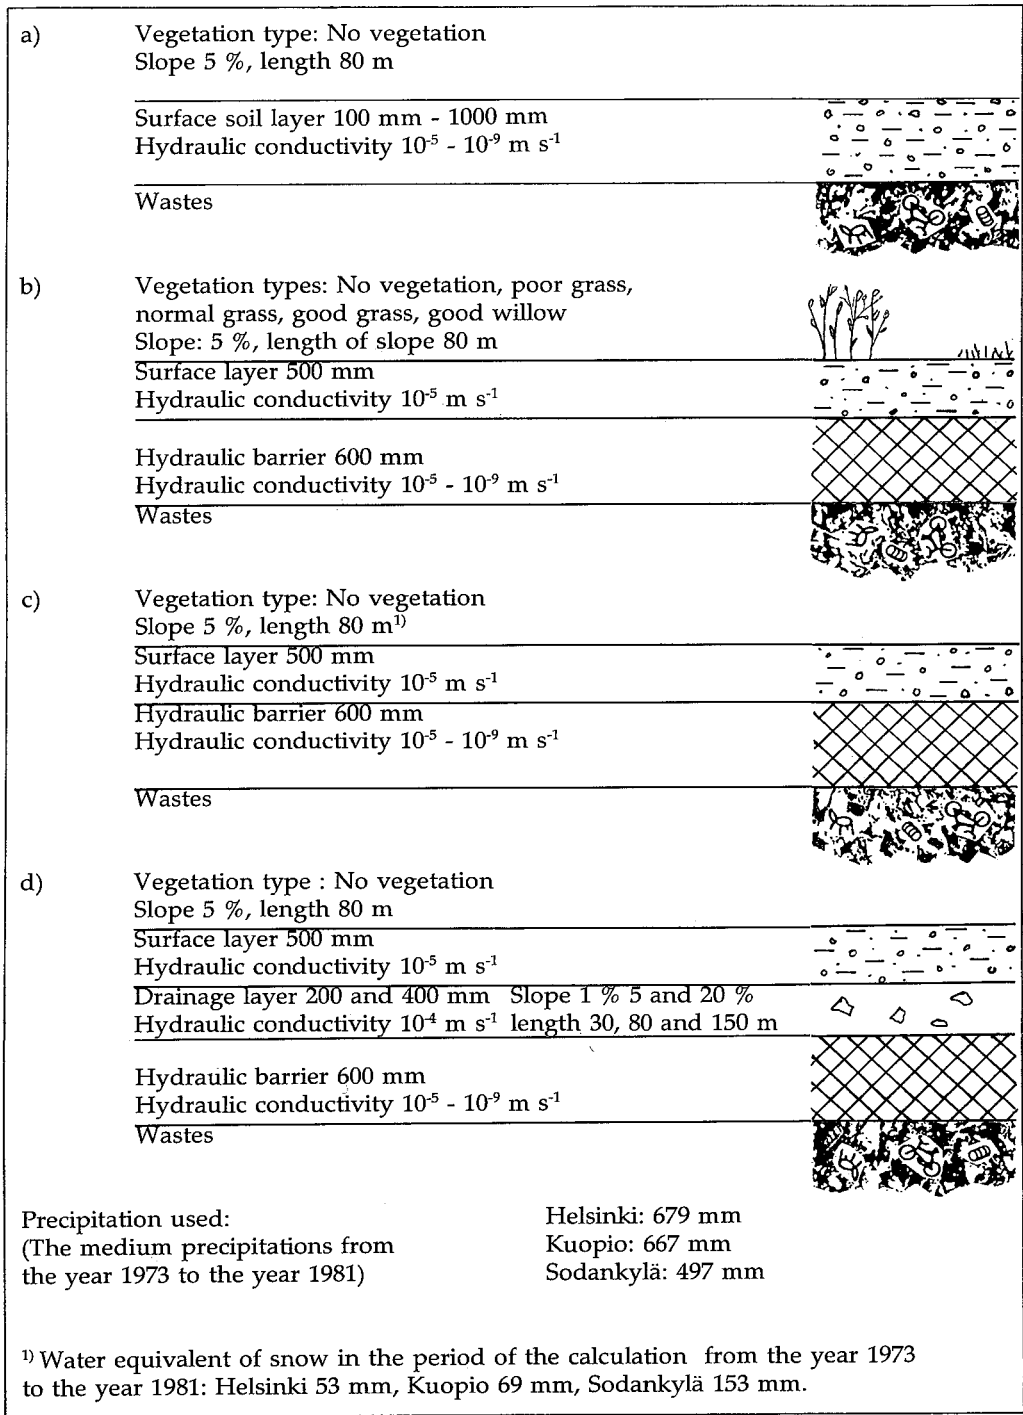 a) Vegetation type: No vegetation
Slope 5 %, length 80 m
Surface soil layer 100 mm - 1000 mm
Hydraulic conductivity 10⁻⁵ - 10⁻⁹ m s⁻¹
Wastes
b) Vegetation types: No vegetation, poor grass,
normal grass, good grass, good willow
Slope: 5 %, length of slope 80 m
Surface layer 500 mm
Hydraulic conductivity 10⁻⁵ m s⁻¹
Hydraulic barrier 600 mm
Hydraulic conductivity 10⁻⁵ - 10⁻⁹ m s⁻¹
Wastes
c) Vegetation type: No vegetation
Slope 5 %, length 80 m¹⁾
Surface layer 500 mm
Hydraulic conductivity 10⁻⁵ m s⁻¹
Hydraulic barrier 600 mm
Hydraulic conductivity 10⁻⁵ - 10⁻⁹ m s⁻¹
Wastes
d) Vegetation type : No vegetation
Slope 5 %, length 80 m
Surface layer 500 mm
Hydraulic conductivity 10⁻⁵ m s⁻¹
Drainage layer 200 and 400 mm Slope 1 % 5 and 20 %
Hydraulic conductivity 10⁻⁴ m s⁻¹ length 30, 80 and 150 m
Hydraulic barrier 600 mm
Hydraulic conductivity 10⁻⁵ - 10⁻⁹ m s⁻¹
Wastes
Precipitation used:
(The medium precipitations from
the year 1973 to the year 1981)
Helsinki: 679 mm
Kuopio: 667 mm
Sodankylä: 497 mm
¹⁾ Water equivalent of snow in the period of the calculation from the year 1973
to the year 1981: Helsinki 53 mm, Kuopio 69 mm, Sodankylä 153 mm.